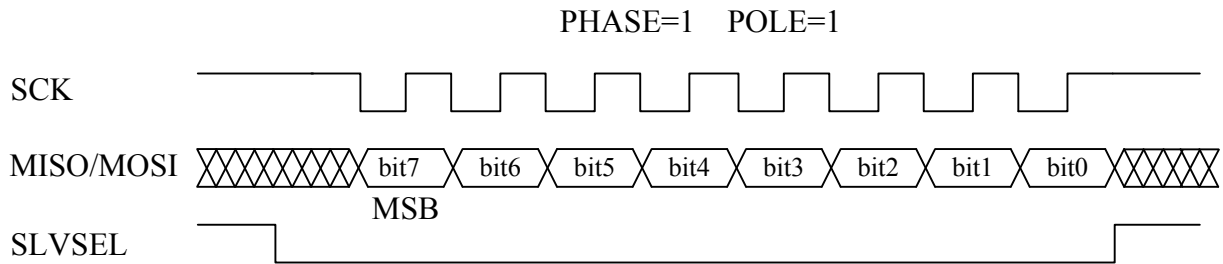 PHASE=1 POLE=1
SCK
MISO/MOSI bit7 bit6 bit5 bit4 bit3 bit2 bit1 bit0
MSB
SLVSEL